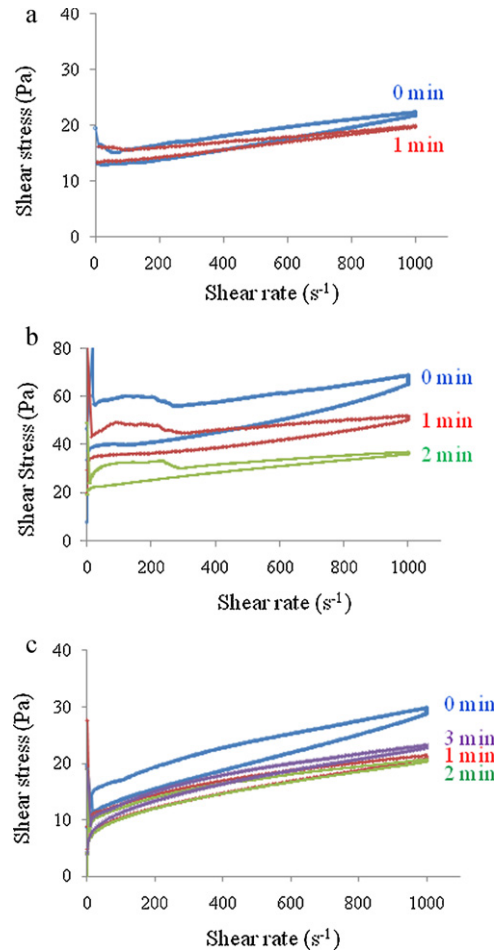 a
40
30
20
10
0
Shear stress (Pa)
0 min
1 min
0 200 400 600 800 1000
Shear rate (s-1)
b
80
60
40
20
0
Shear Stress (Pa)
0 min
1 min
2 min
0 200 400 600 800 1000
Shear rate (s-1)
c
40
30
20
10
0
Shear stress (Pa)
0 min
3 min
1 min
2 min
0 200 400 600 800 1000
Shear rate (s-1)